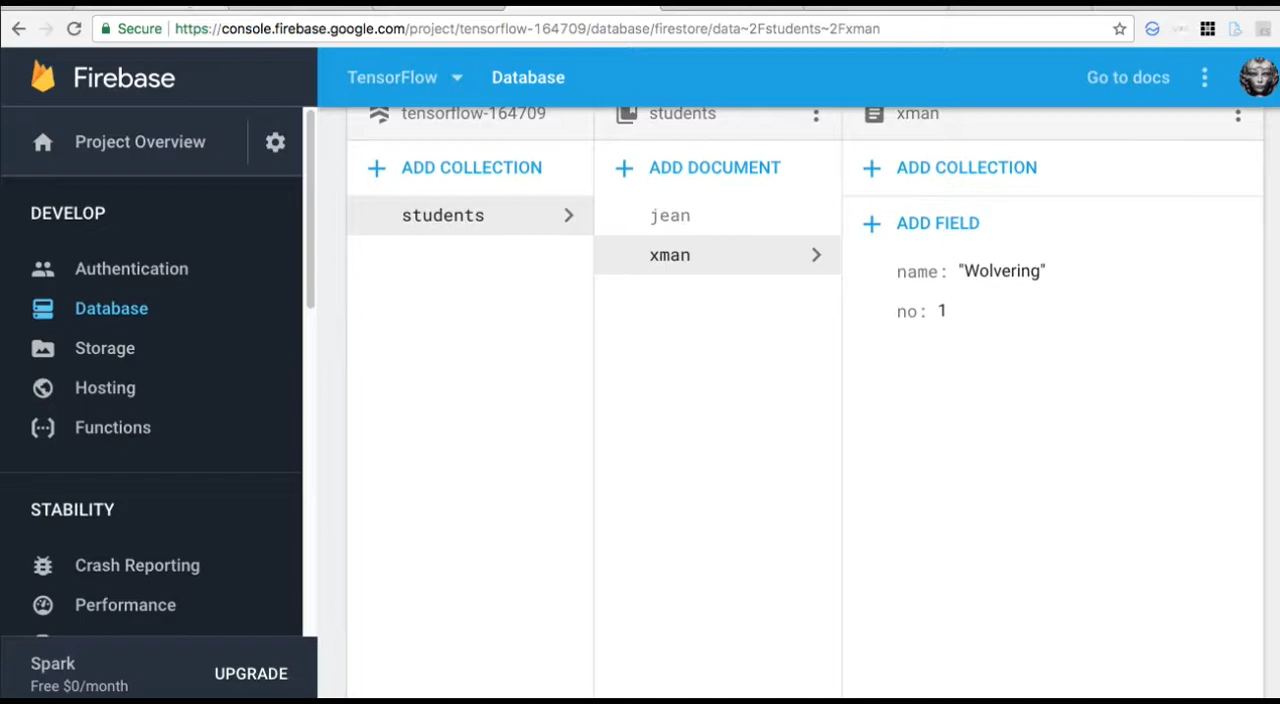 Secure
https://console.firebase.google.com/project/tensorflow-164709/database/firestore/data~2Fstudents~2Fxman
Firebase
TensorFlow
Database
Go to docs
Project Overview
DEVELOP
Authentication
Database
Storage
Hosting
Functions
STABILITY
Crash Reporting
Performance
Spark
Free $0/month
UPGRADE
tensorflow-164709
ADD COLLECTION
students
students
ADD DOCUMENT
jean
xman
xman
ADD COLLECTION
ADD FIELD
name: "Wolvering"
no: 1